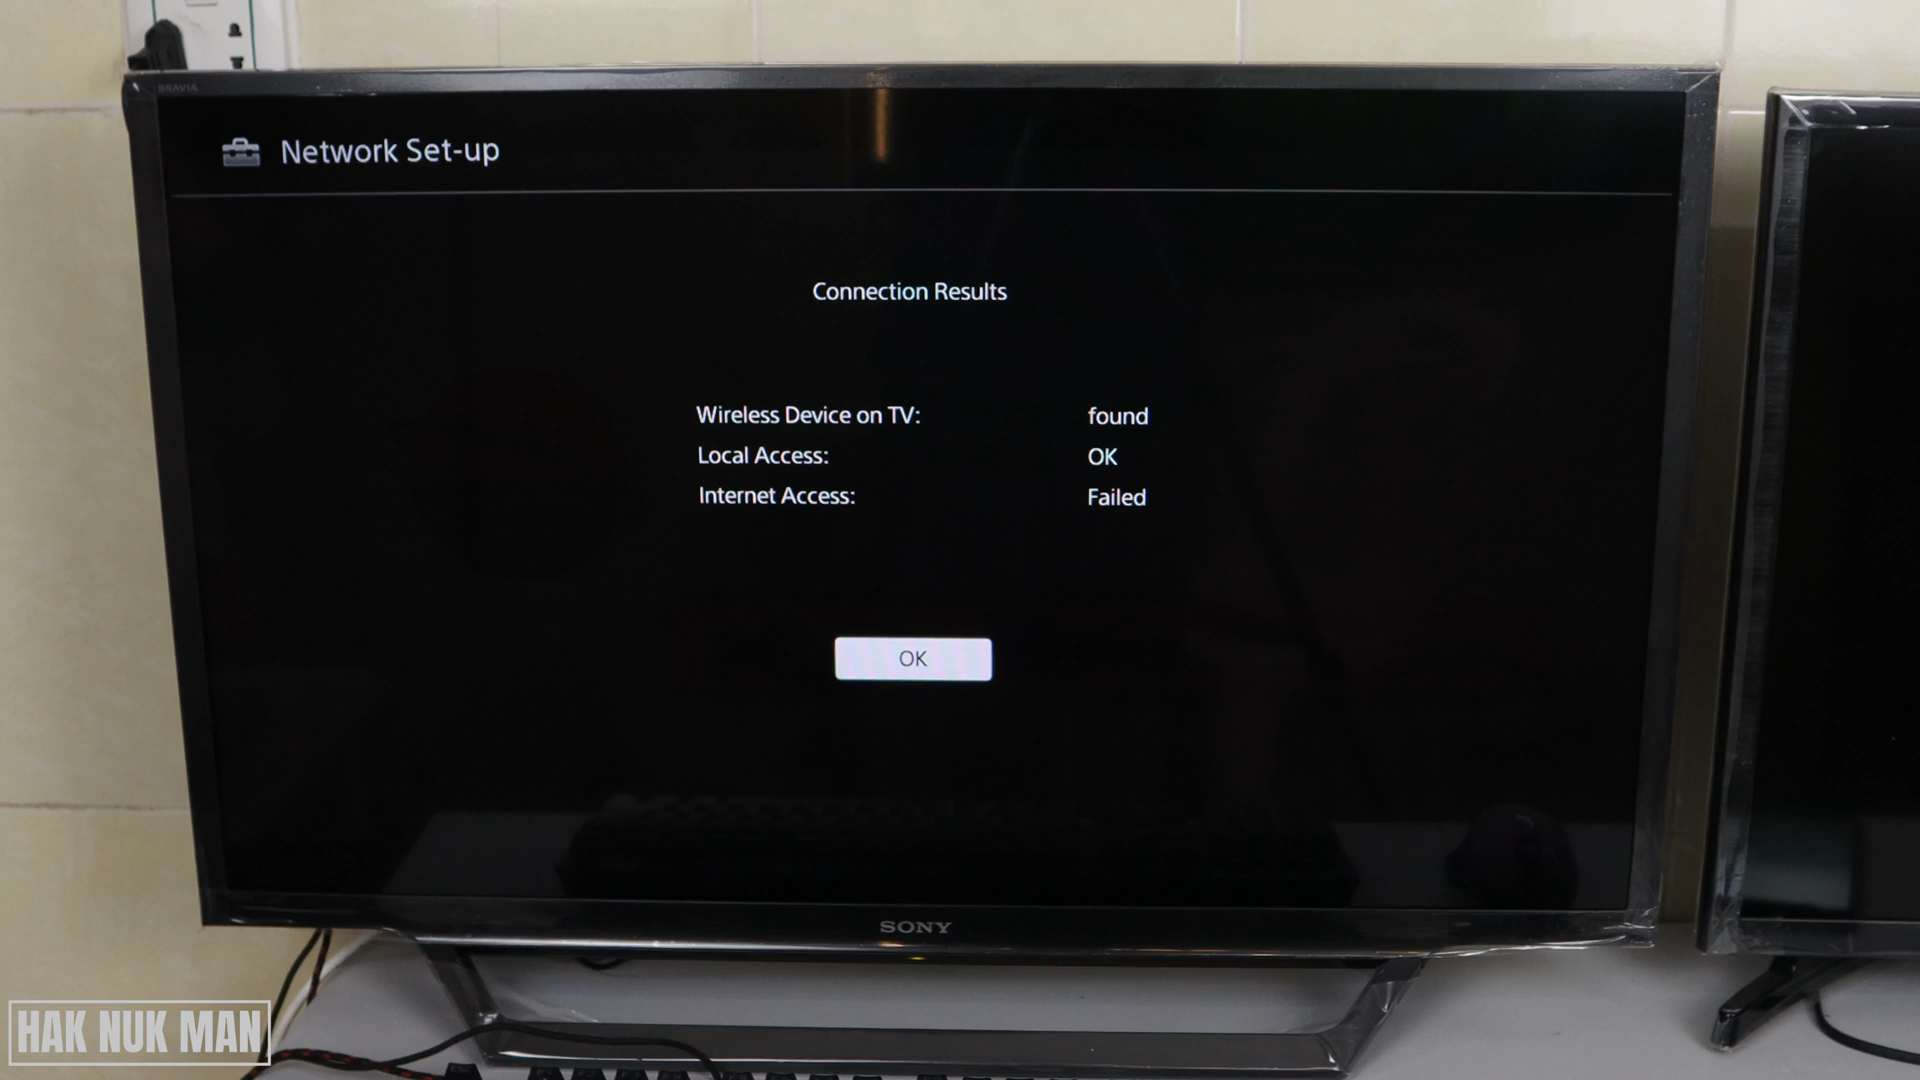 BRAVIA
Network Set-up
Connection Results
Wireless Device on TV: found
Local Access: OK
Internet Access: Failed
OK
SONY
HAK NUK MAN